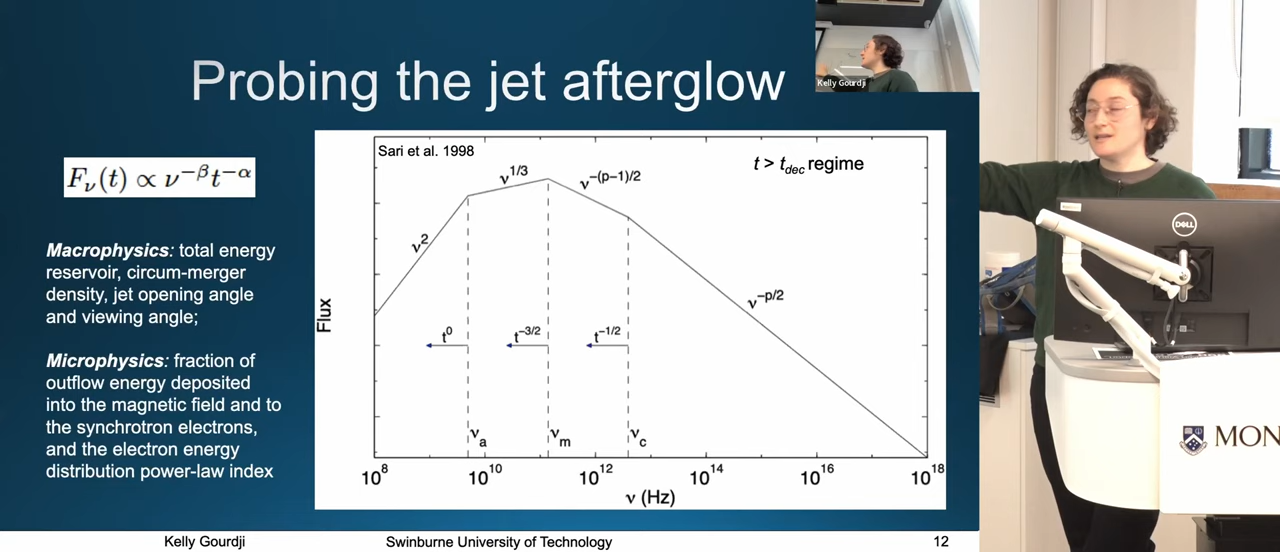 Probing the jet afterglow
Kelly Gourdji
F_ν(t) ∝ ν^−β t^−α
Macrophysics: total energy
reservoir, circum-merger
density, jet opening angle
and viewing angle;
Microphysics: fraction of
outflow energy deposited
into the magnetic field and to
the synchrotron electrons,
and the electron energy
distribution power-law index
Sari et al. 1998
t > t_dec regime
ν^1/3
ν^−(p−1)/2
ν^2
ν^−p/2
Flux
t^0
t^−3/2
t^−1/2
ν_a
ν_m
ν_c
10^8
10^10
10^12
10^14
10^16
10^18
ν (Hz)
Kelly Gourdji
Swinburne University of Technology
12
DELL
MON